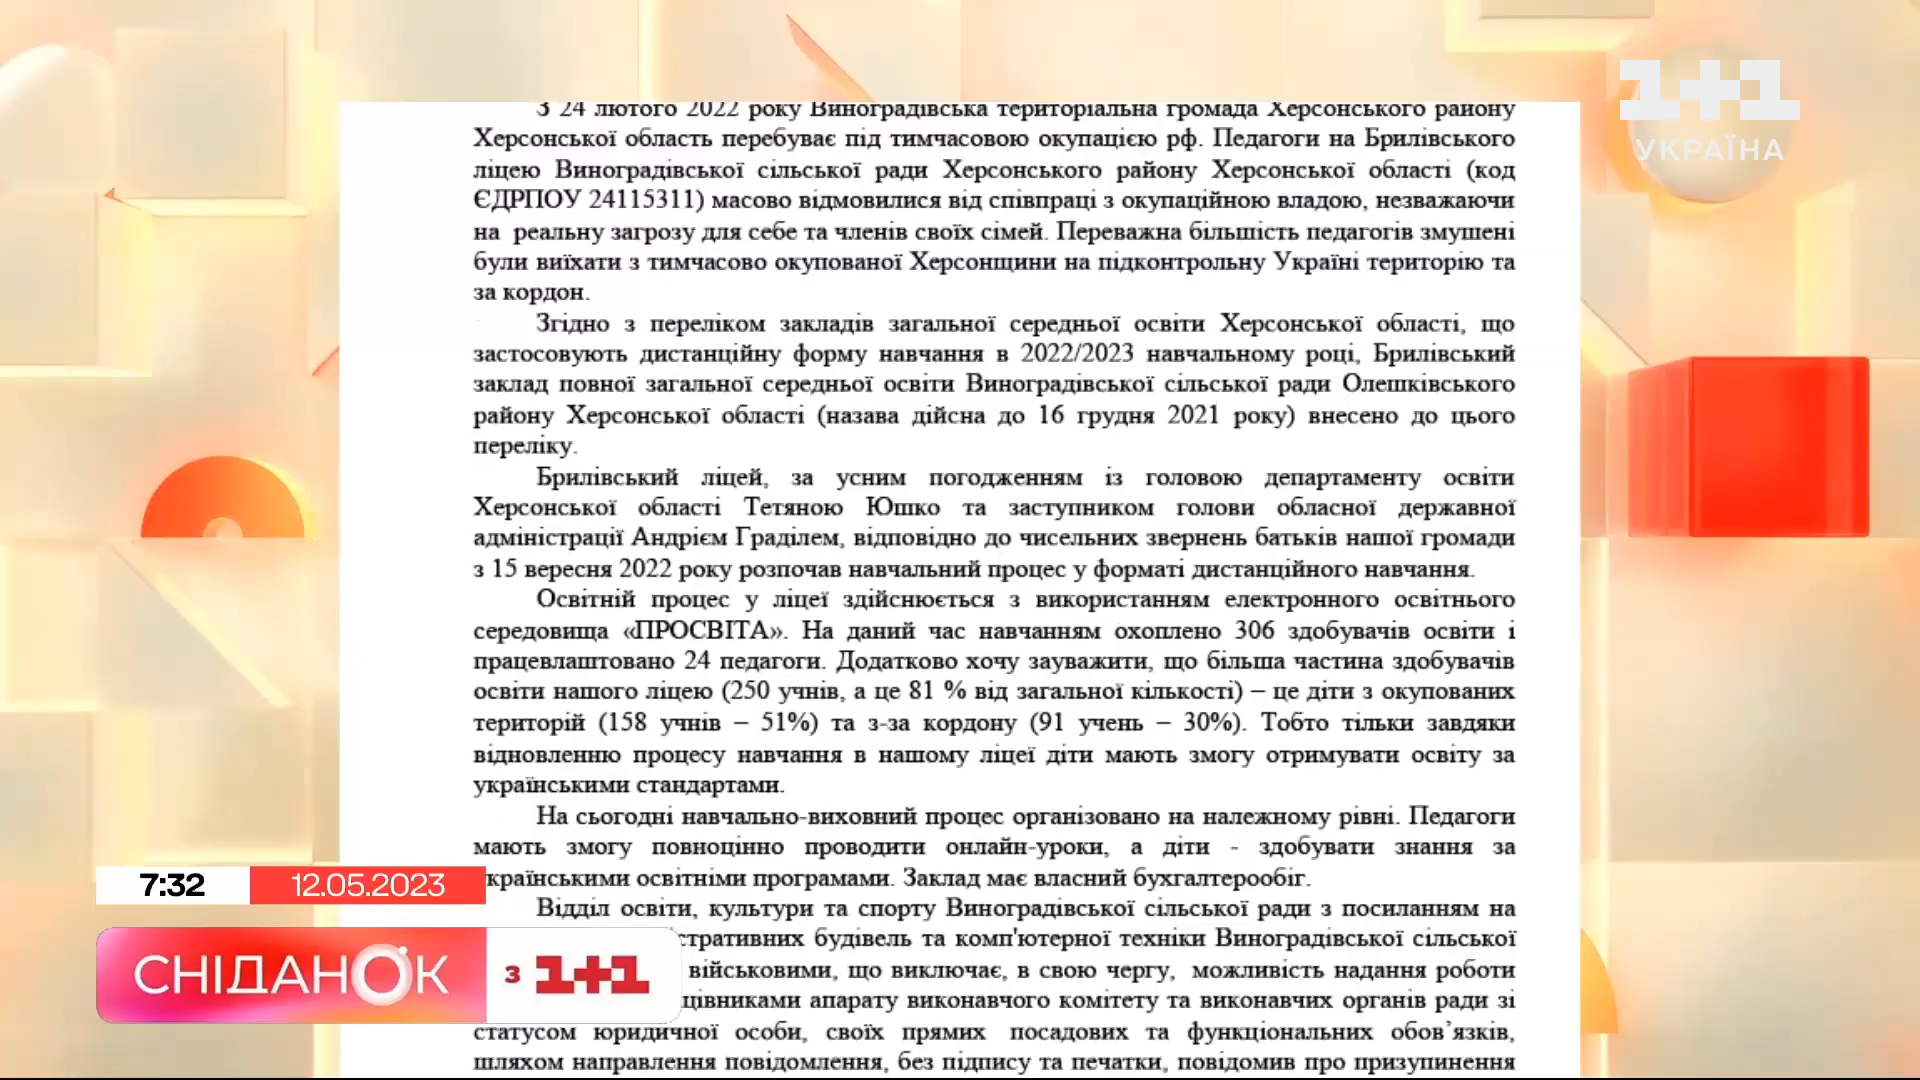 З 24 лютого 2022 року Виноградівська територіальна громада Херсонського району
Херсонської область перебуває під тимчасовою окупацією рф. Педагоги на Брилівського
ліцею Виноградівської сільської ради Херсонського району Херсонської області (код
ЄДРПОУ 24115311) масово відмовилися від співпраці з окупаційною владою, незважаючи
на реальну загрозу для себе та членів своїх сімей. Переважна більшість педагогів змушені
були виїхати з тимчасово окупованої Херсонщини на підконтрольну Україні територію та
за кордон.
Згідно з переліком закладів загальної середньої освіти Херсонської області, що
застосовують дистанційну форму навчання в 2022/2023 навчальному році, Брилівський
заклад повної загальної середньої освіти Виноградівської сільської ради Олешківського
району Херсонської області (назава дійсна до 16 грудня 2021 року) внесено до цього
переліку.
Брилівський ліцей, за усним погодженням із головою департаменту освіти
Херсонської області Тетяною Юшко та заступником голови обласної державної
адміністрації Андрієм Граділем, відповідно до чисельних звернень батьків нашої громади
з 15 вересня 2022 року розпочав навчальний процес у форматі дистанційного навчання.
Освітній процес у ліцеї здійснюється з використанням електронного освітнього
середовища «ПРОСВІТА». На даний час навчанням охоплено 306 здобувачів освіти і
працевлаштовано 24 педагоги. Додатково хочу зауважити, що більша частина здобувачів
освіти нашого ліцею (250 учнів, а це 81 % від загальної кількості) – це діти з окупованих
територій (158 учнів – 51%) та з-за кордону (91 учень – 30%). Тобто тільки завдяки
відновленню процесу навчання в нашому ліцеї діти мають змогу отримувати освіту за
українськими стандартами.
На сьогодні навчально-виховний процес організовано на належному рівні. Педагоги
мають змогу повноцінно проводити онлайн-уроки, а діти - здобувати знання за
країнськими освітніми програмами. Заклад має власний бухгалтерообіг.
Відділ освіти, культури та спорту Виноградівської сільської ради з посиланням на
стративних будівель та комп'ютерної техніки Виноградівської сільської
військовими, що виключає, в свою чергу, можливість надання роботи
цівниками апарату виконавчого комітету та виконавчих органів ради зі
статусом юридичної особи, своїх прямих посадових та функціональних обов’язків,
шляхом направлення повідомлення, без підпису та печатки, повідомив про призупинення
1+1
УКРАЇНА
7:32 12.05.2023
СНІДАНОК З 1+1